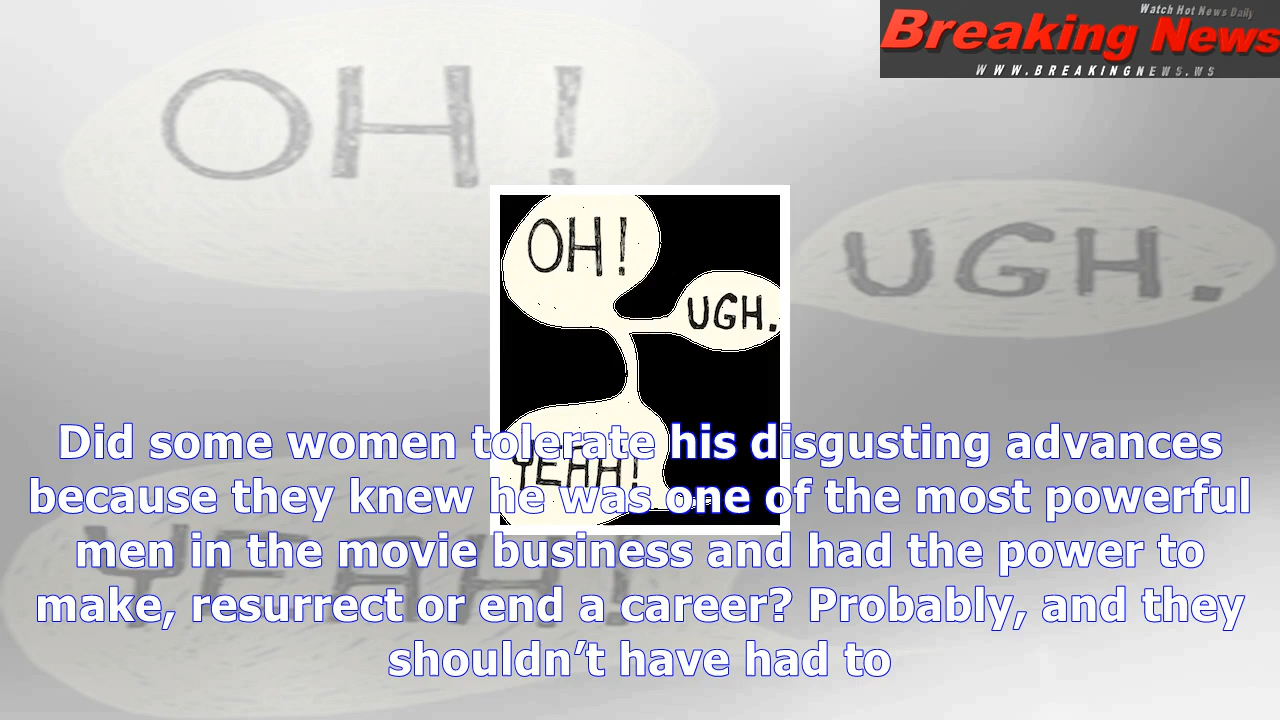 Watch Hot News Daily
Breaking News
WWW.BREAKINGNEWS.WS
OH!
UGH.
YEAH!
OH!
UGH.
YEAH!
Did some women tolerate his disgusting advances
because they knew he was one of the most powerful
men in the movie business and had the power to
make, resurrect or end a career? Probably, and they
shouldn’t have had to